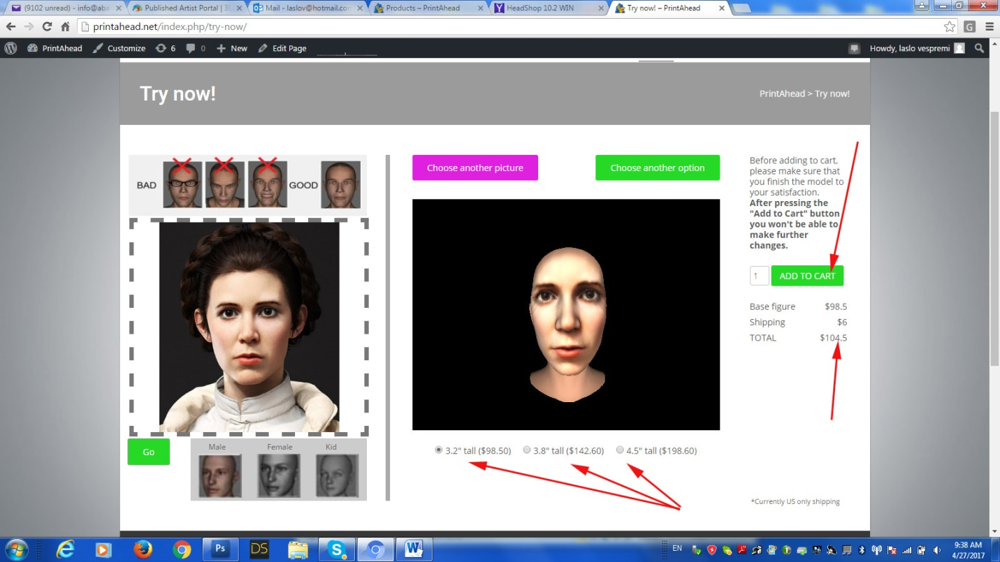 (9102 unread) - info@aba
Published Artist Portal | 3D
Mail - laslov@hotmail.com
Products – PrintAhead
HeadShop 10.2 WIN
Try now! – PrintAhead
printahead.net/index.php/try-now/
PrintAhead
Customize
6
0
New
Edit Page
Howdy, laslo vespremi
Try now!
PrintAhead > Try now!
BAD
GOOD
Choose another picture
Choose another option
Before adding to cart,
please make sure that
you finish the model to
your satisfaction.
After pressing the
"Add to Cart" button
you won't be able to
make further
changes.
1
ADD TO CART
Base figure $98.5
Shipping $6
TOTAL $104.5
Go
Male Female Kid
3.2" tall ($98.50) 3.8" tall ($142.60) 4.5" tall ($198.60)
*Currently US only shipping
Ps
DS
EN
9:38 AM
4/27/2017